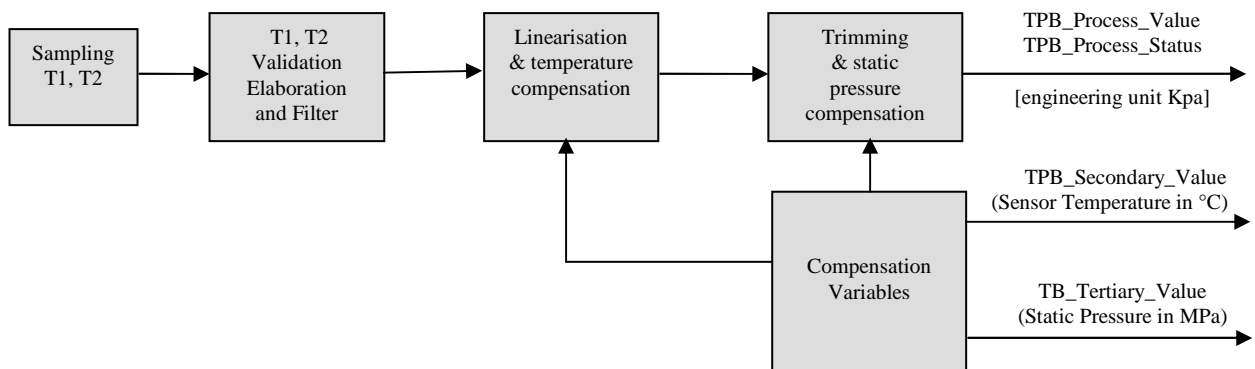 Sampling
T1, T2
T1, T2
Validation
Elaboration
and Filter
Linearisation
& temperature
compensation
Trimming
& static
pressure
compensation
TPB_Process_Value
TPB_Process_Status
[engineering unit Kpa]
Compensation
Variables
TPB_Secondary_Value
(Sensor Temperature in °C)
TB_Tertiary_Value
(Static Pressure in MPa)